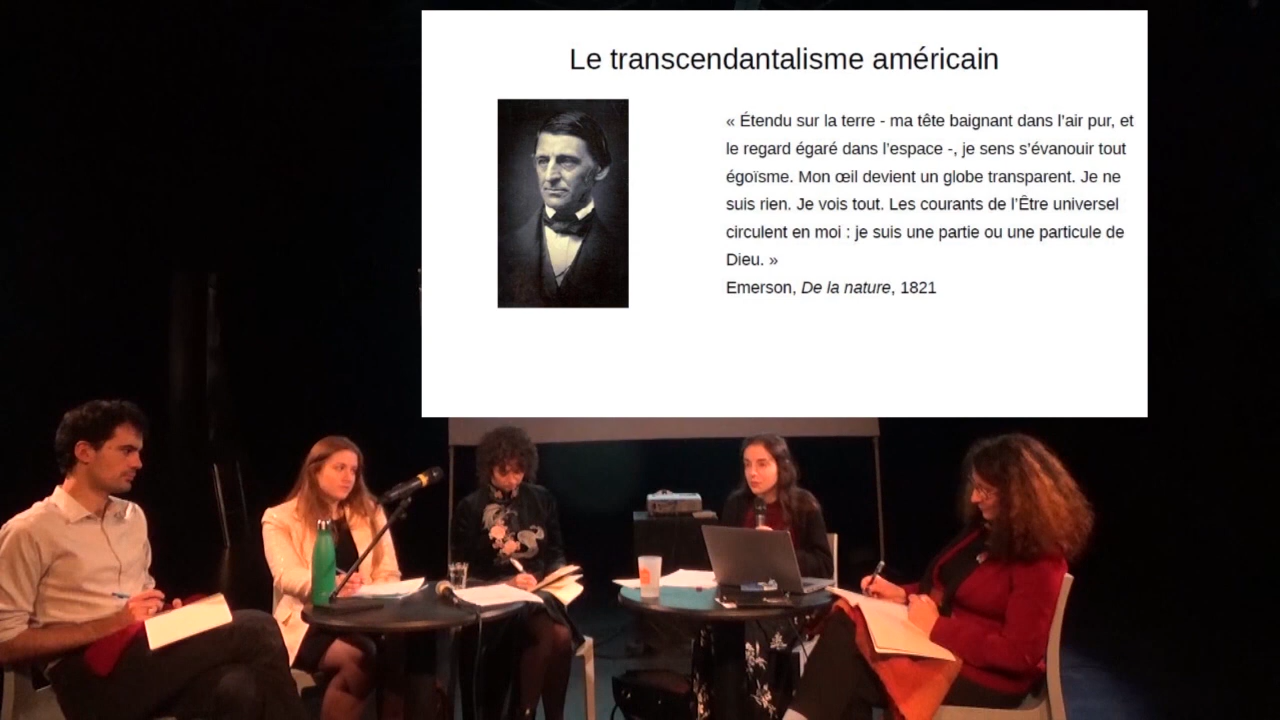 Le transcendantalisme américain
« Étendu sur la terre - ma tête baignant dans l’air pur, et
le regard égaré dans l’espace -, je sens s’évanouir tout
égoïsme. Mon œil devient un globe transparent. Je ne
suis rien. Je vois tout. Les courants de l’Être universel
circulent en moi : je suis une partie ou une particule de
Dieu. »
Emerson, De la nature, 1821